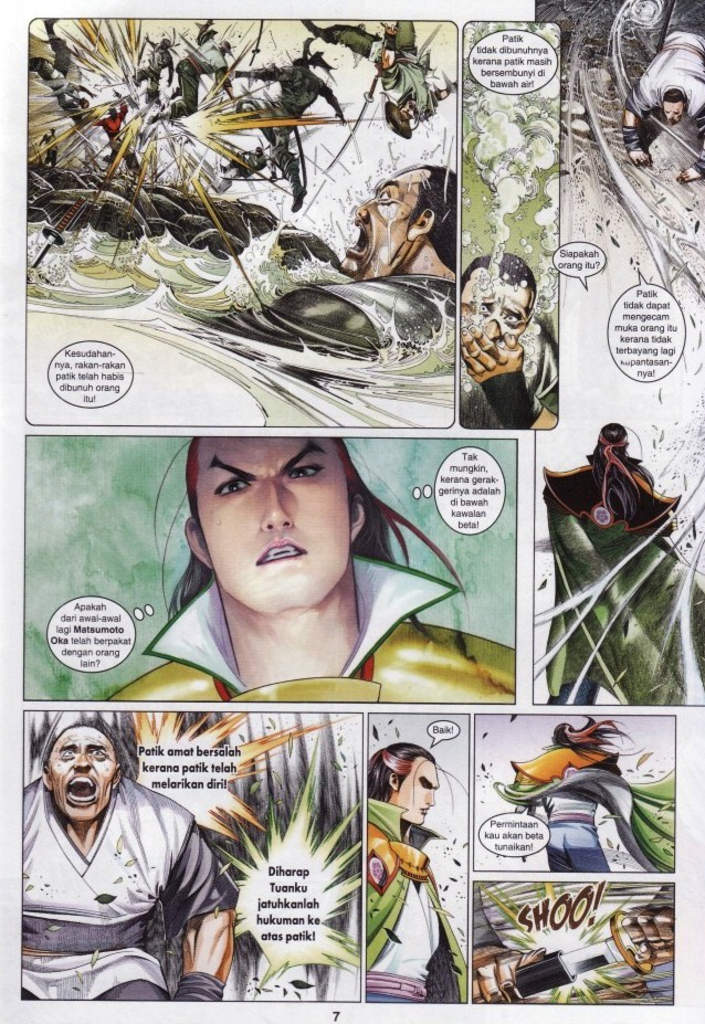 Kesudahan-
nya, rakan-rakan
patik telah habis
dibunuh orang
itu!
Patik
tidak dibunuhnya
kerana patik masih
bersembunyi di
bawah air!
Siapakah
orang itu?
Patik
tidak dapat
mengecam
muka orang itu
kerana tidak
terbayang lagi
kepantasan-
nya!
Tak
mungkin,
kerana gerak-
gerinya adalah
di bawah
kawalan
beta!
Apakah
dari awal-awal
lagi Matsumoto
Oka telah berpakat
dengan orang
lain?
Patik amat bersalah
kerana patik telah
melarikan diri!
Diharap
Tuanku
jatuhkanlah
hukuman ke
atas patik!
Baik!
Permintaan
kau akan beta
tunaikan!
SHOO!
7